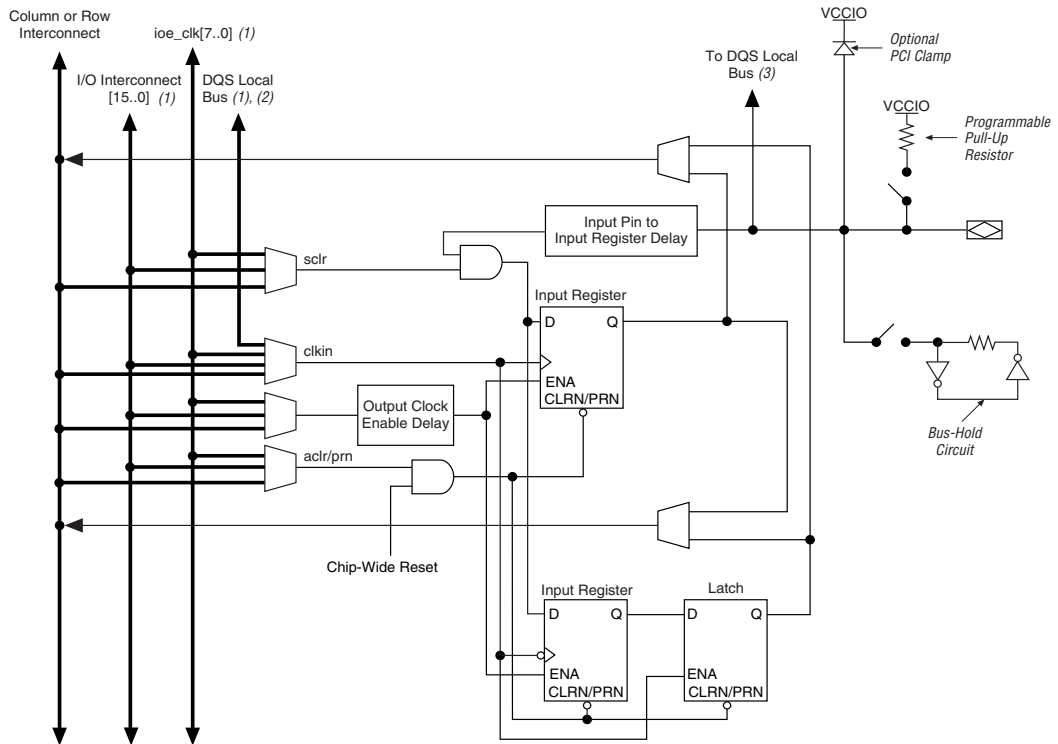 Column or Row
Interconnect
ioe_clk[7..0] (1)
I/O Interconnect
[15..0] (1)
DQS Local
Bus (1), (2)
To DQS Local
Bus (3)
VCCIO
Optional
PCI Clamp
VCCIO
Programmable
Pull-Up
Resistor
Input Pin to
Input Register Delay
sclr
Input Register
D
Q
clkin
ENA
CLRN/PRN
Output Clock
Enable Delay
Bus-Hold
Circuit
aclr/prn
Chip-Wide Reset
Input Register
D
Q
ENA
CLRN/PRN
Latch
D
Q
ENA
CLRN/PRN